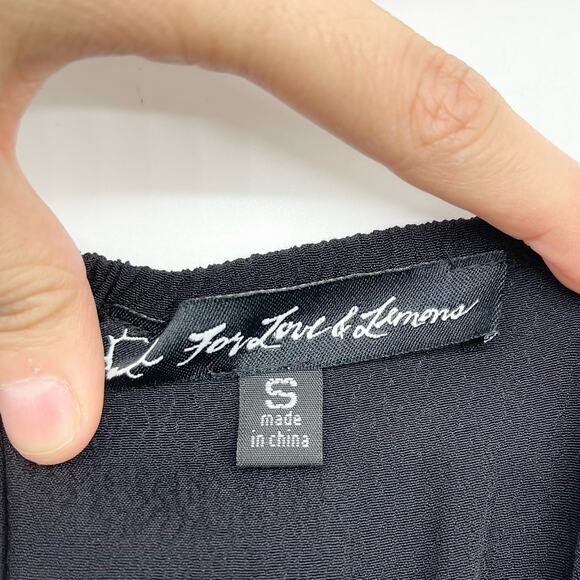 For Love & Lemons
S
made
in china